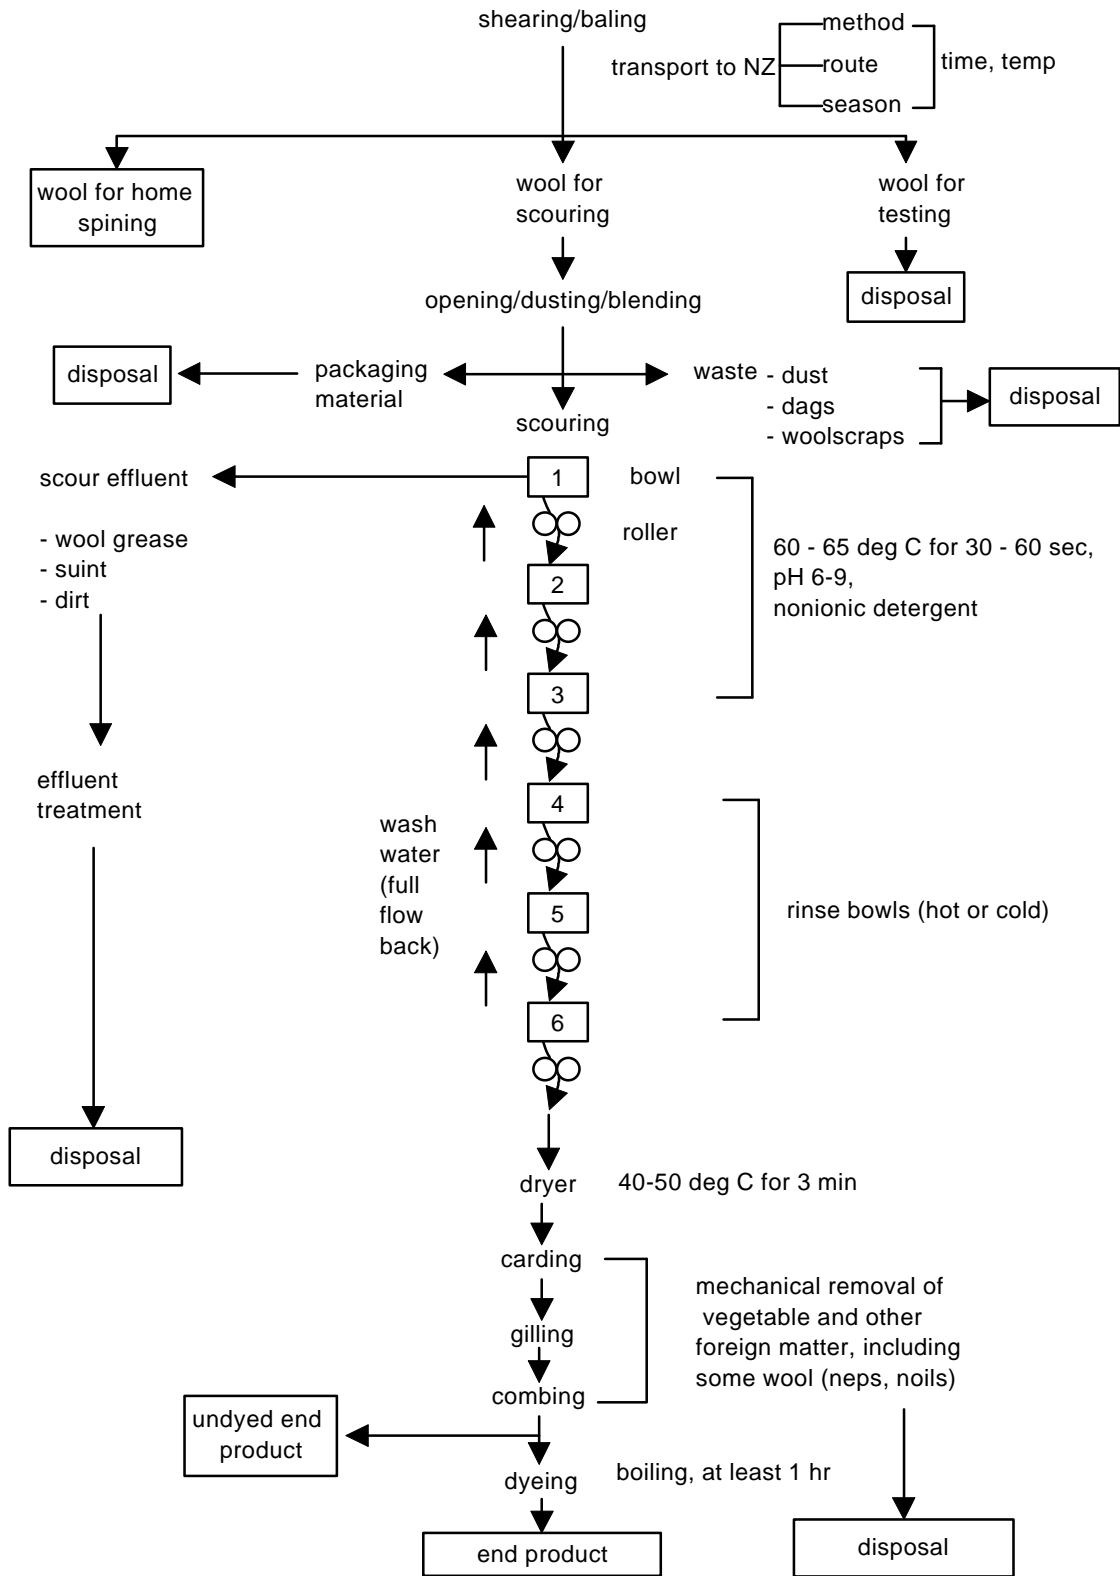 shearing/baling
transport to NZ
method
route
season
time, temp
wool for home
spining
wool for
scouring
wool for
testing
disposal
opening/dusting/blending
disposal
packaging
material
waste
- dust
- dags
- woolscraps
disposal
scouring
scour effluent
1
bowl
roller
- wool grease
- suint
- dirt
60 - 65 deg C for 30 - 60 sec,
pH 6-9,
nonionic detergent
2
3
effluent
treatment
4
wash
water
(full
flow
back)
5
rinse bowls (hot or cold)
6
disposal
dryer
40-50 deg C for 3 min
carding
gilling
combing
mechanical removal of
vegetable and other
foreign matter, including
some wool (neps, noils)
undyed end
product
dyeing
boiling, at least 1 hr
end product
disposal